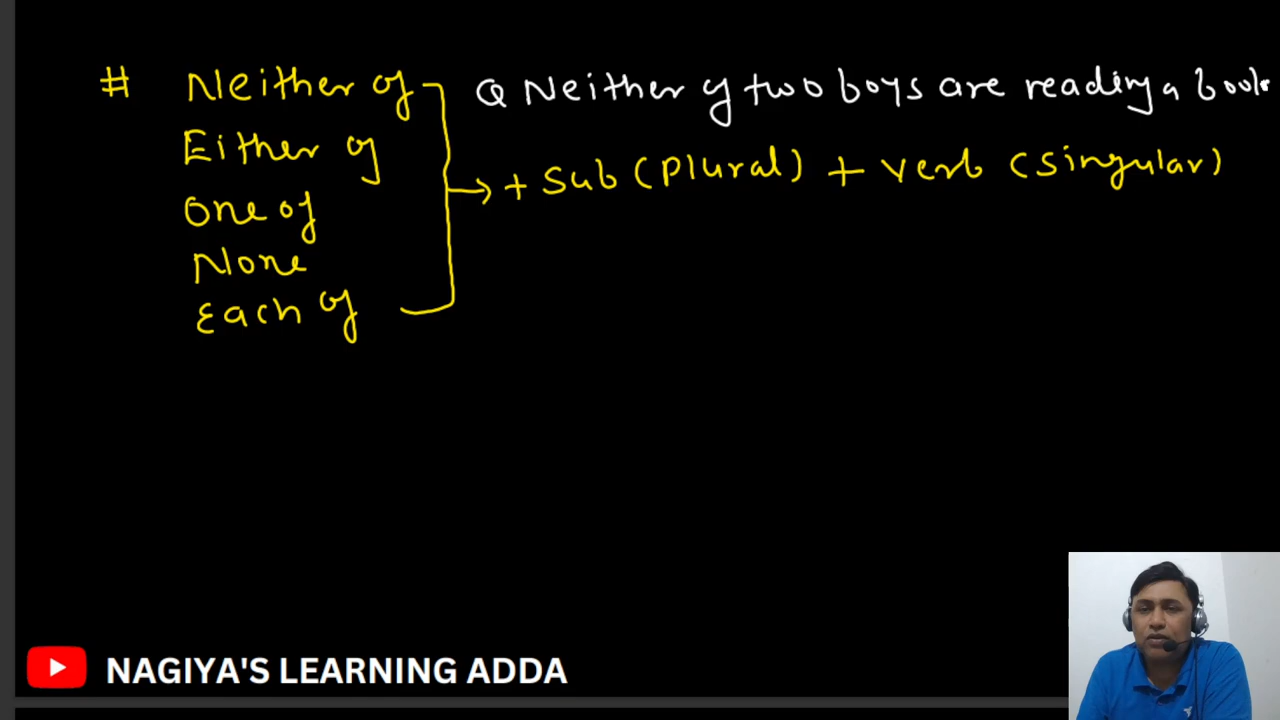 # Neither of Q Neither of two boys are reading a book
Either of → + Sub (Plural) + Verb (Singular)
One of
None
Each of
NAGIYA'S LEARNING ADDA